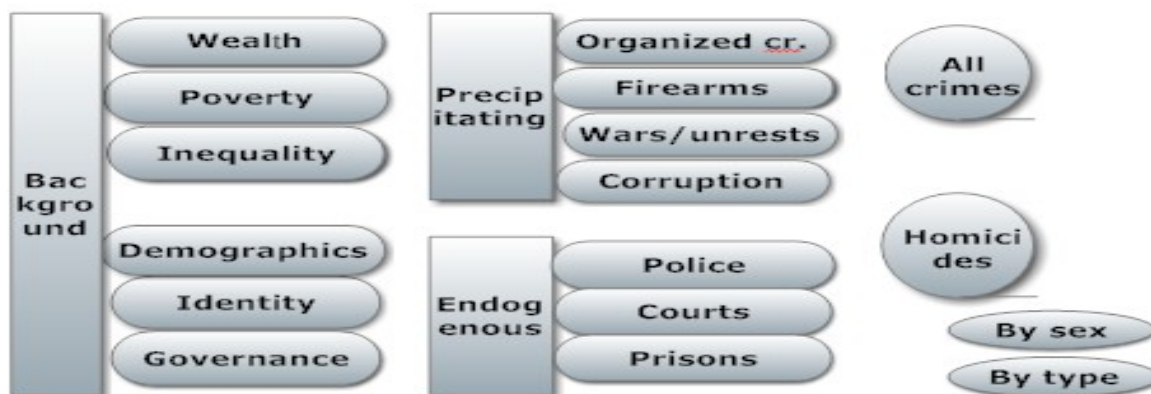 Bac
kgro
und
Wealth
Poverty
Inequality
Demographics
Identity
Governance
Precip
itating
Organized cr.
Firearms
Wars/unrests
Corruption
Endog
enous
Police
Courts
Prisons
All
crimes
Homici
des
By sex
By type